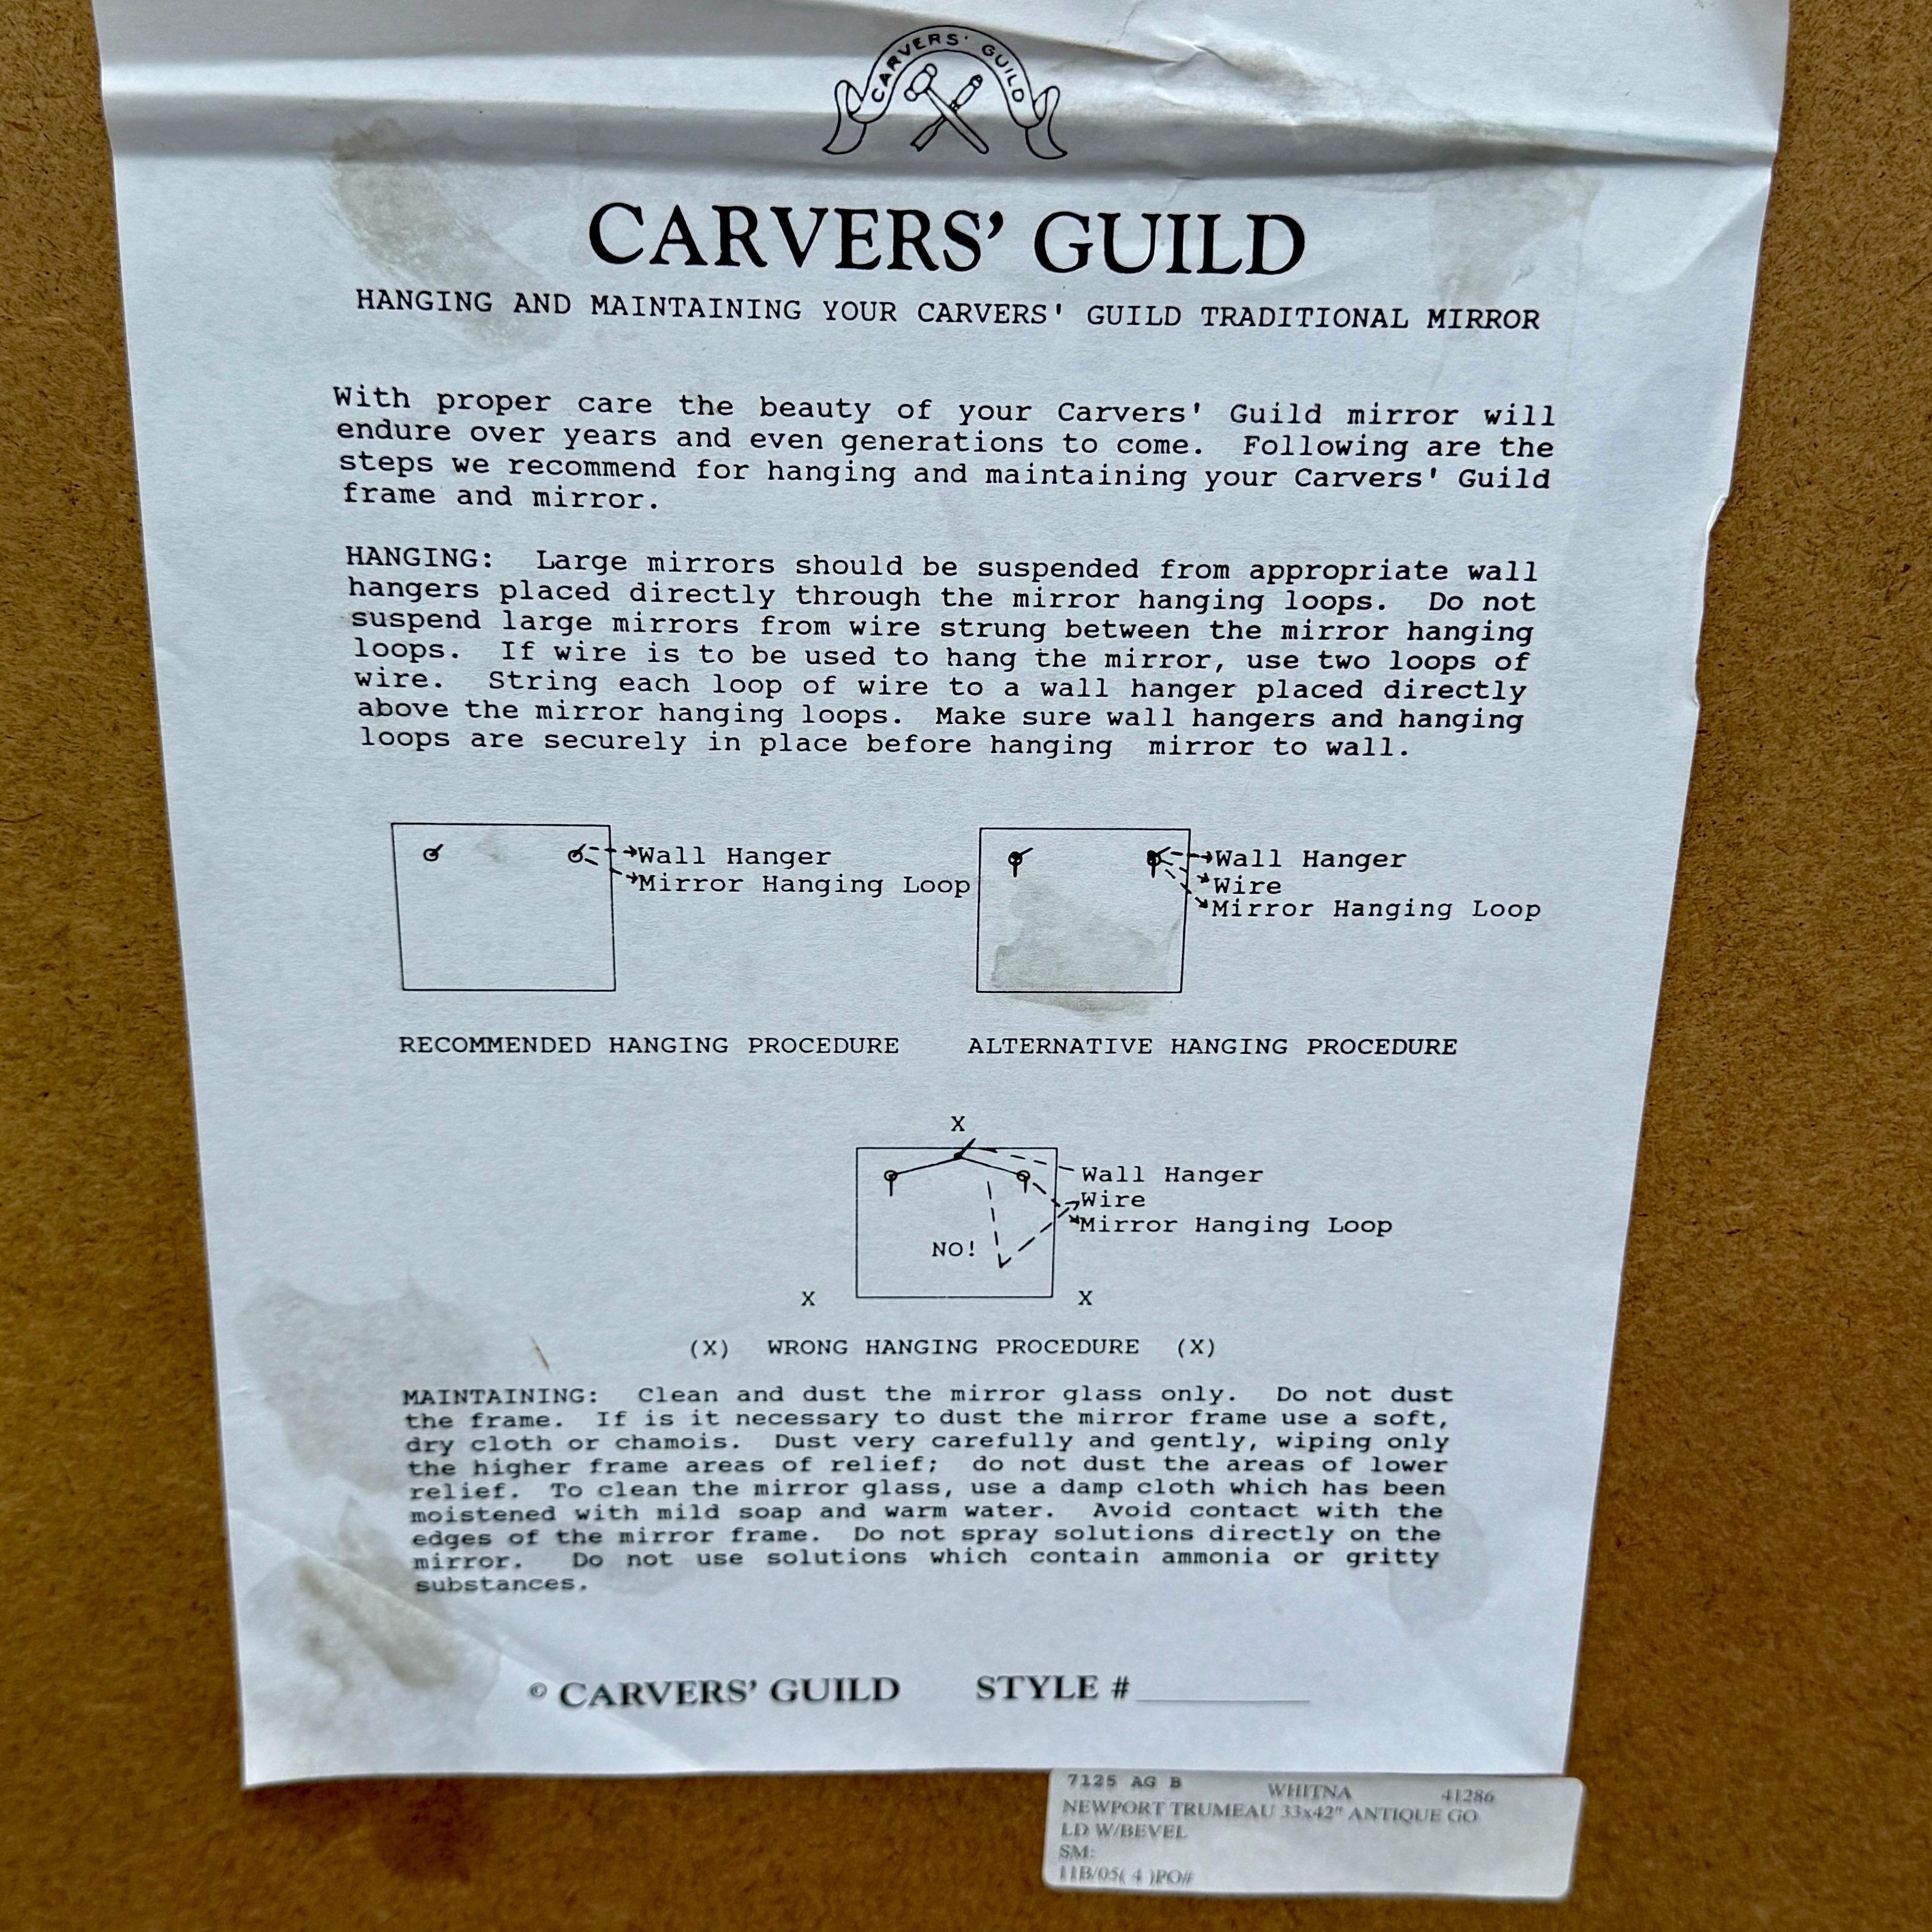 CARVERS' GUILD
CARVERS' GUILD
HANGING AND MAINTAINING YOUR CARVERS' GUILD TRADITIONAL MIRROR
With proper care the beauty of your Carvers' Guild mirror will
endure over years and even generations to come. Following are the
steps we recommend for hanging and maintaining your Carvers' Guild
frame and mirror.
HANGING: Large mirrors should be suspended from appropriate wall
hangers placed directly through the mirror hanging loops. Do not
suspend large mirrors from wire strung between the mirror hanging
loops. If wire is to be used to hang the mirror, use two loops of
wire. String each loop of wire to a wall hanger placed directly
above the mirror hanging loops. Make sure wall hangers and hanging
loops are securely in place before hanging mirror to wall.
Wall Hanger
Mirror Hanging Loop
Wall Hanger
Wire
Mirror Hanging Loop
RECOMMENDED HANGING PROCEDURE
ALTERNATIVE HANGING PROCEDURE
X
Wall Hanger
Wire
Mirror Hanging Loop
NO!
X X
(X) WRONG HANGING PROCEDURE (X)
MAINTAINING: Clean and dust the mirror glass only. Do not dust
the frame. If is it necessary to dust the mirror frame use a soft,
dry cloth or chamois. Dust very carefully and gently, wiping only
the higher frame areas of relief; do not dust the areas of lower
relief. To clean the mirror glass, use a damp cloth which has been
moistened with mild soap and warm water. Avoid contact with the
edges of the mirror frame. Do not spray solutions directly on the
mirror. Do not use solutions which contain ammonia or gritty
substances.
© CARVERS' GUILD STYLE #
7125 AG B WHITNA 41286
NEWPORT TRUMEAU 33x42" ANTIQUE GO
LD W/BEVEL
SM:
11B/05( 4 )PO#